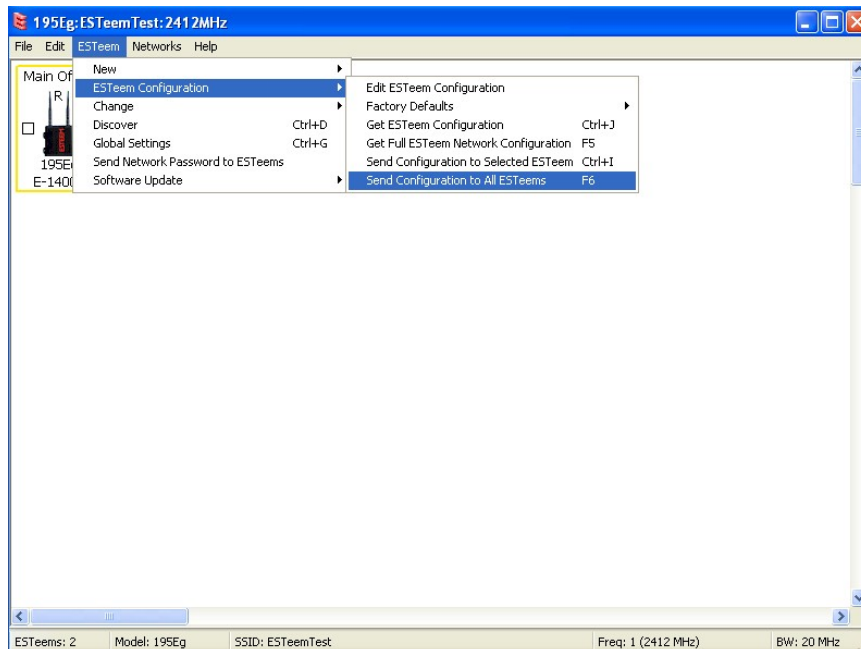 195Eg:ESTeemTest:2412MHz
File Edit ESTeem Networks Help
Main Of
R
195E
E-140
New
ESTeem Configuration
Change
Discover Ctrl+D
Global Settings Ctrl+G
Send Network Password to ESTeems
Software Update
Edit ESTeem Configuration
Factory Defaults
Get ESTeem Configuration Ctrl+J
Get Full ESTeem Network Configuration F5
Send Configuration to Selected ESTeem Ctrl+I
Send Configuration to All ESTeems F6
ESTeems: 2 Model: 195Eg SSID: ESTeemTest Freq: 1 (2412 MHz) BW: 20 MHz